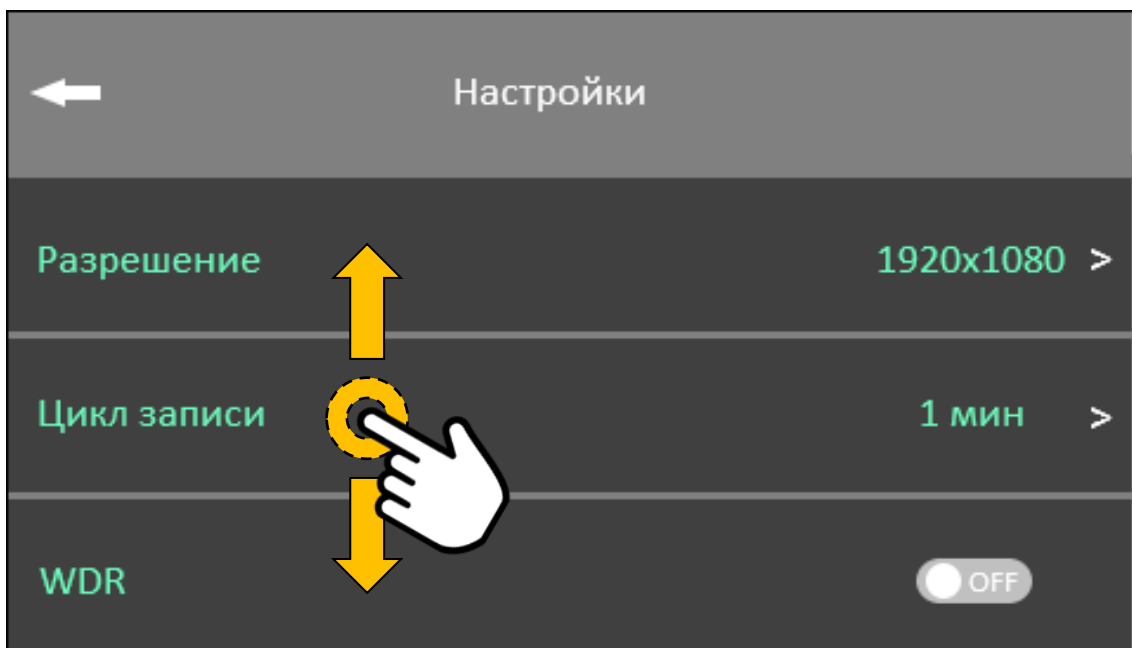 Настройки
Разрешение 1920x1080 >
Цикл записи 1 мин >
WDR OFF